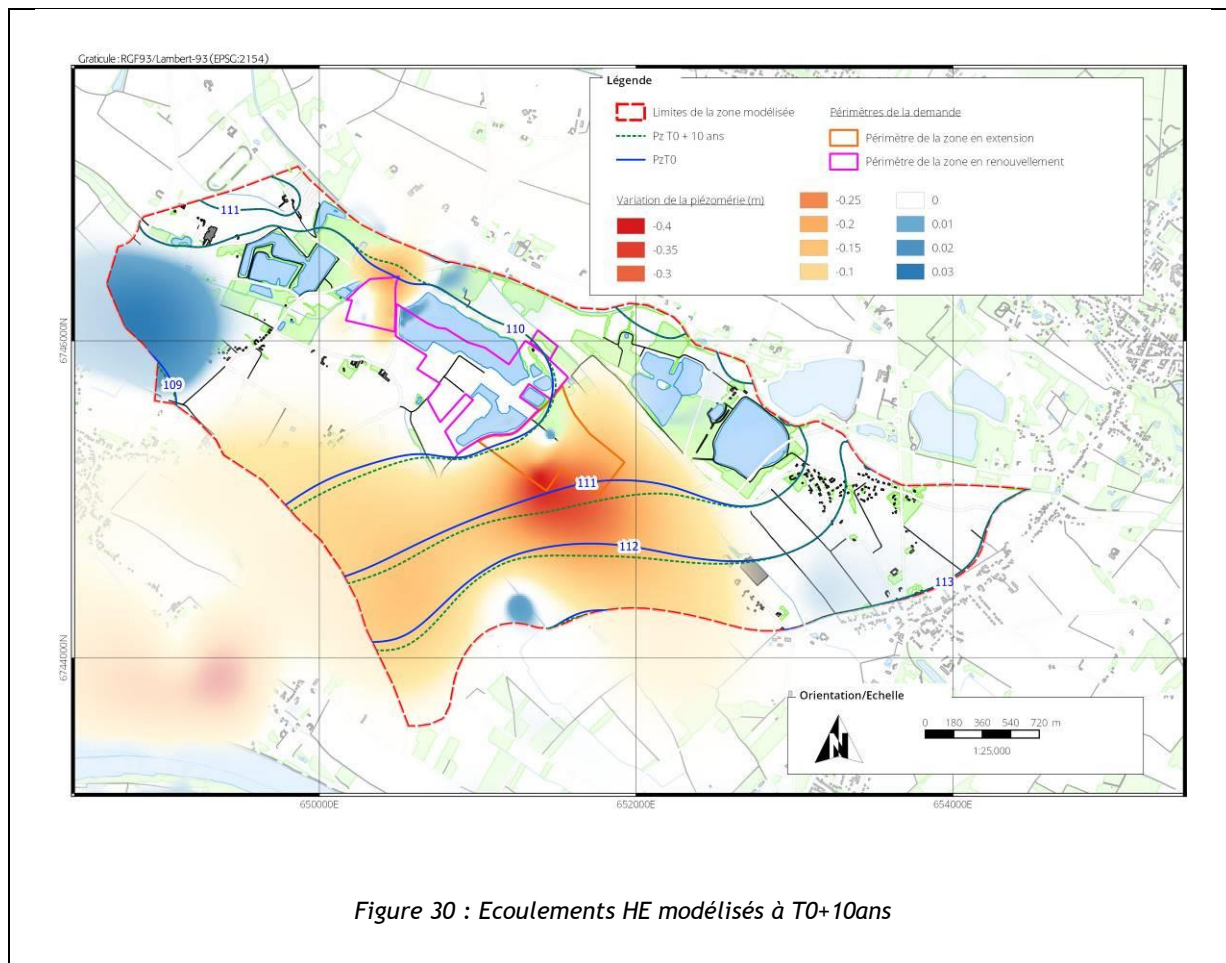 Graticule : RGF93/Lambert-93 (EPSG:2154)
Légende
Limites de la zone modélisée
Pz T0 + 10 ans
PzT0
Périmètres de la demande
Périmètre de la zone en extension
Périmètre de la zone en renouvellement
Variation de la piézomérie (m)
-0.4
-0.35
-0.3
-0.25
-0.2
-0.15
-0.1
0
0.01
0.02
0.03
111
110
109
111
112
113
6746000N
6744000N
Orientation/Echelle
N
0 180 360 540 720 m
1:25,000
650000E
652000E
654000E
Figure 30 : Ecoulements HE modélisés à T0+10ans